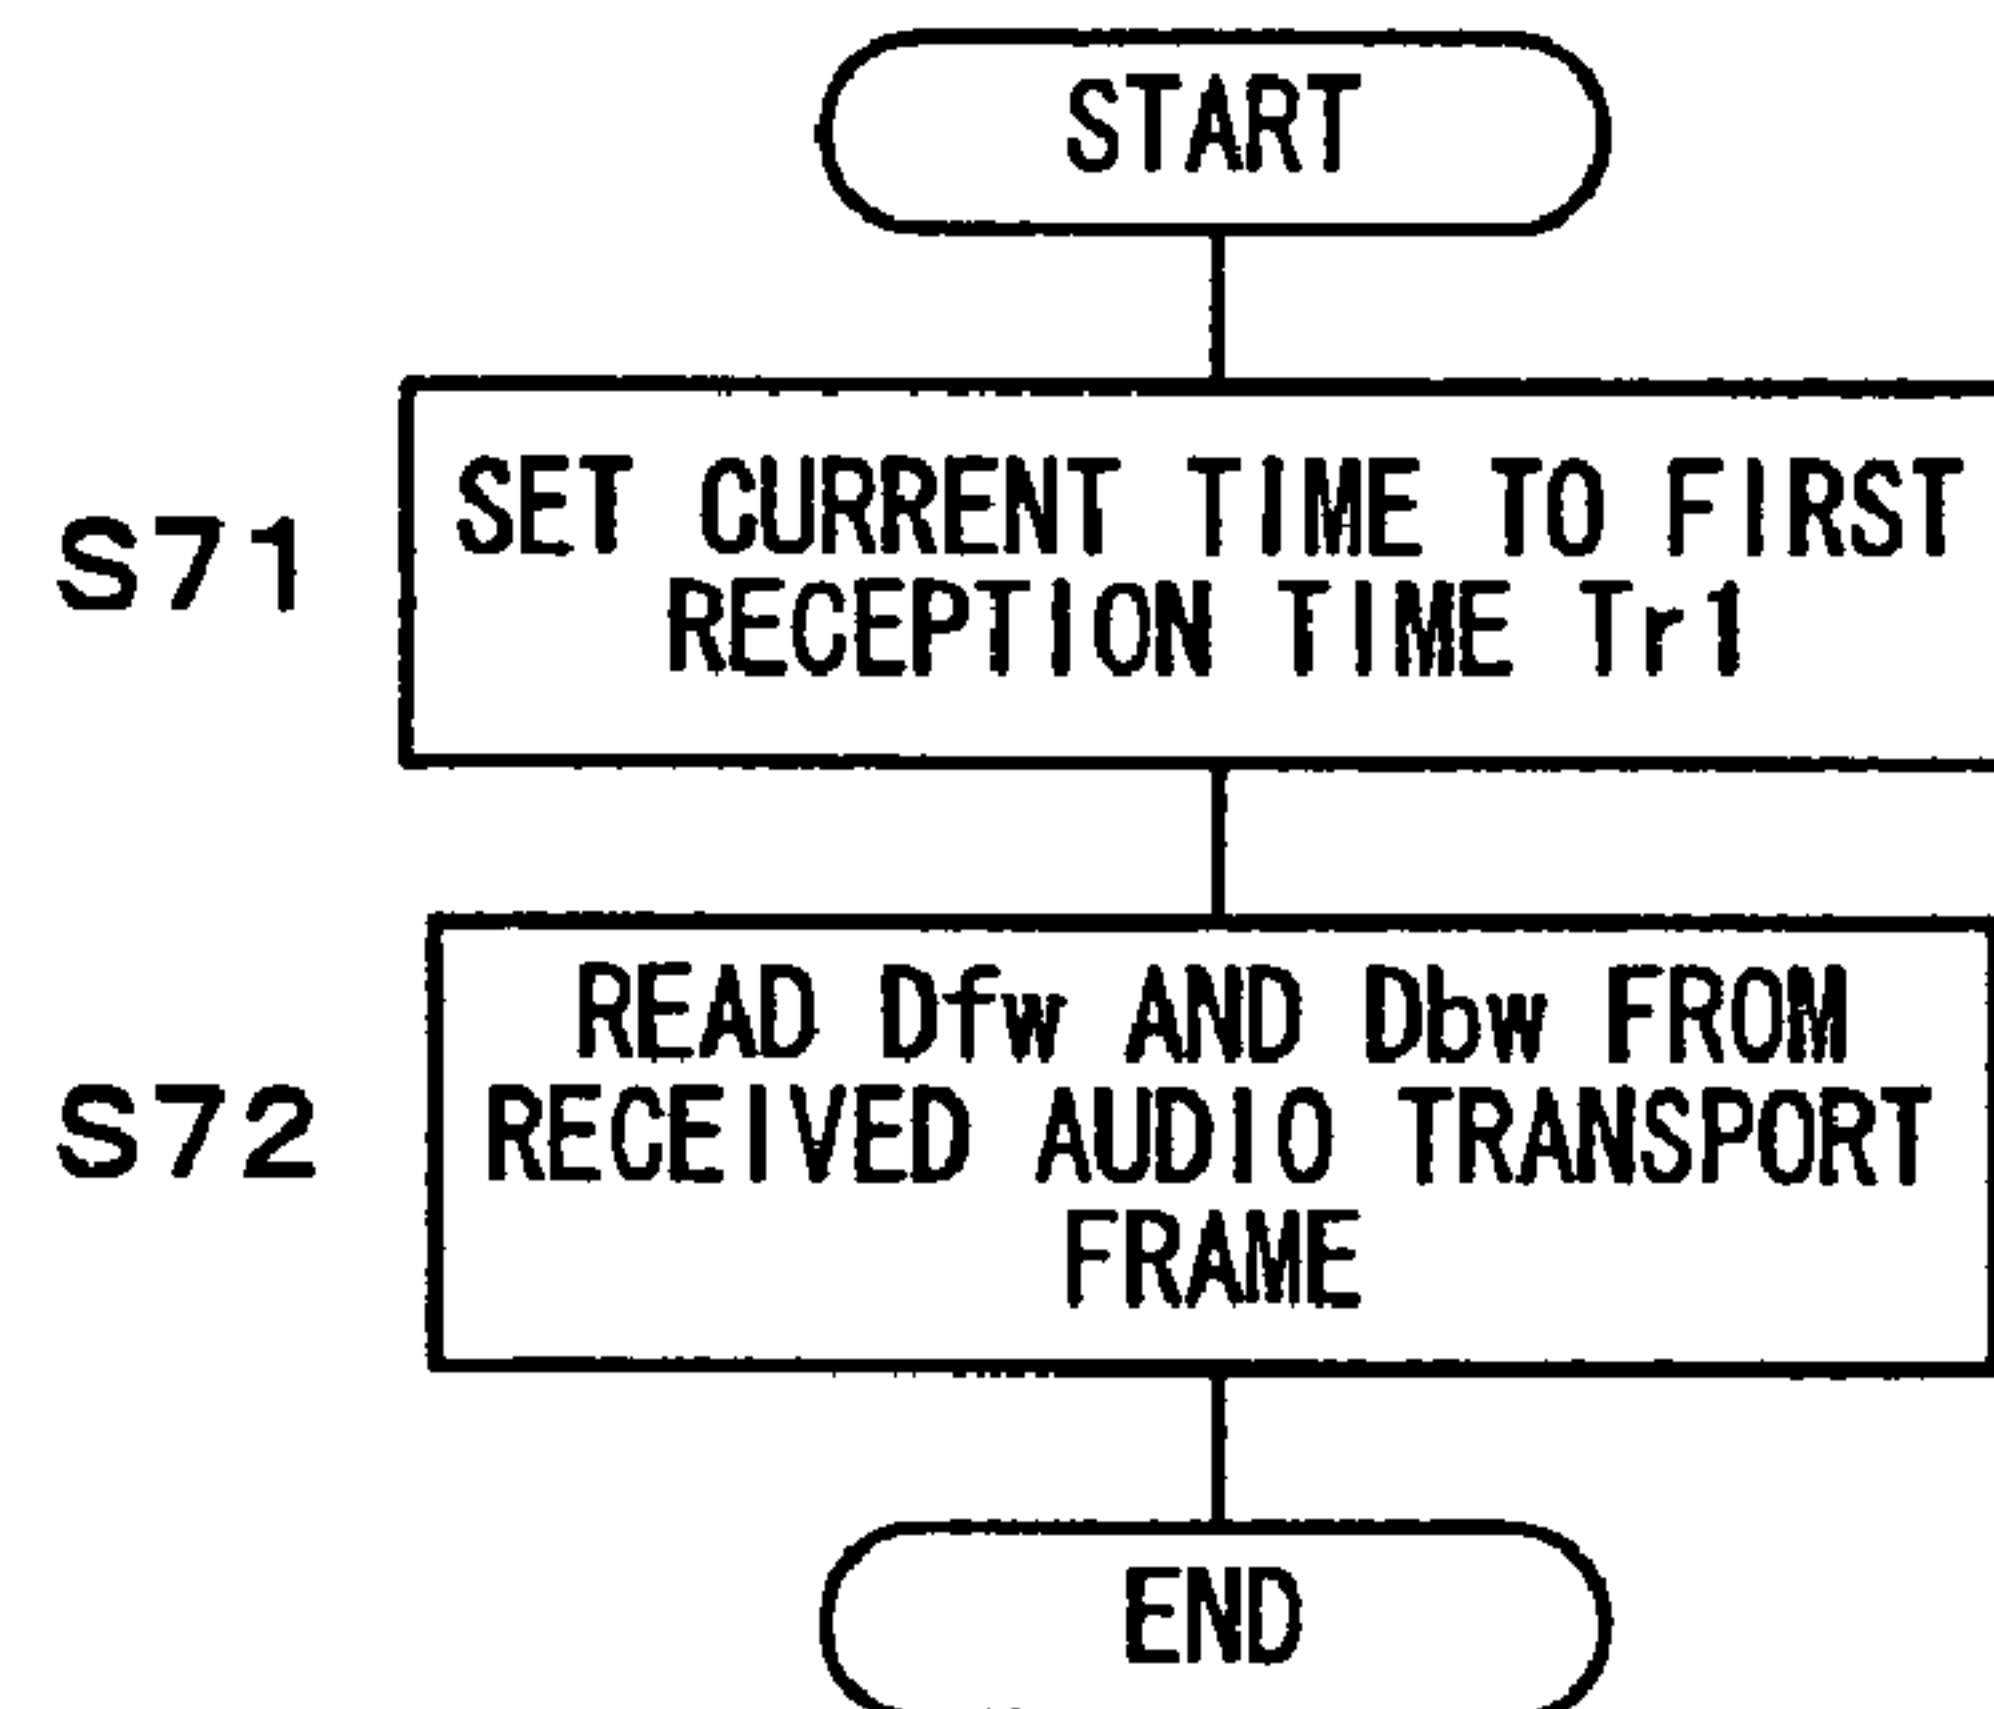 START
S71
SET CURRENT TIME TO FIRST
RECEPTION TIME Tr1
S72
READ Dfw AND Dbw FROM
RECEIVED AUDIO TRANSPORT
FRAME
END